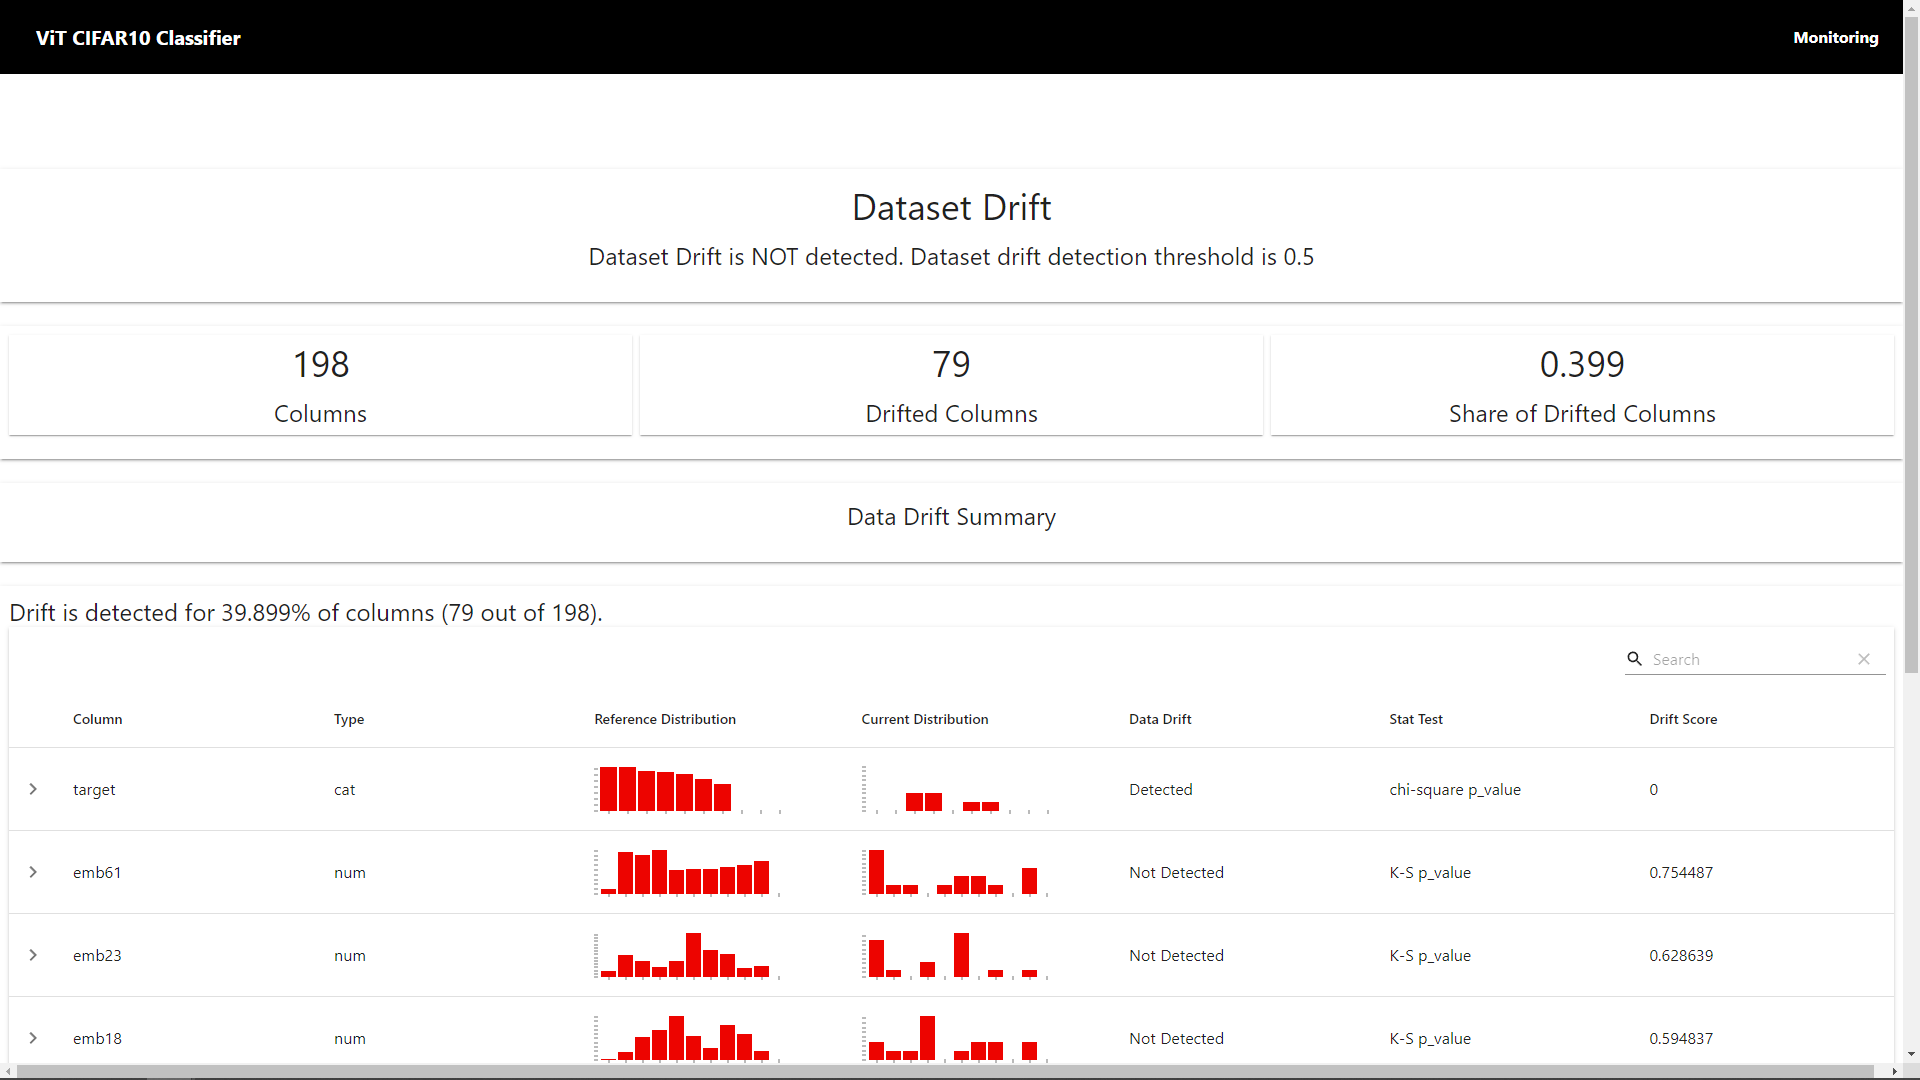 ViT CIFAR10 Classifier
Monitoring
Dataset Drift
Dataset Drift is NOT detected. Dataset drift detection threshold is 0.5
198
Columns
79
Drifted Columns
0.399
Share of Drifted Columns
Data Drift Summary
Drift is detected for 39.899% of columns (79 out of 198).
Search
Column Type Reference Distribution Current Distribution Data Drift Stat Test Drift Score
target cat Detected chi-square p_value 0
emb61 num Not Detected K-S p_value 0.754487
emb23 num Not Detected K-S p_value 0.628639
emb18 num Not Detected K-S p_value 0.594837